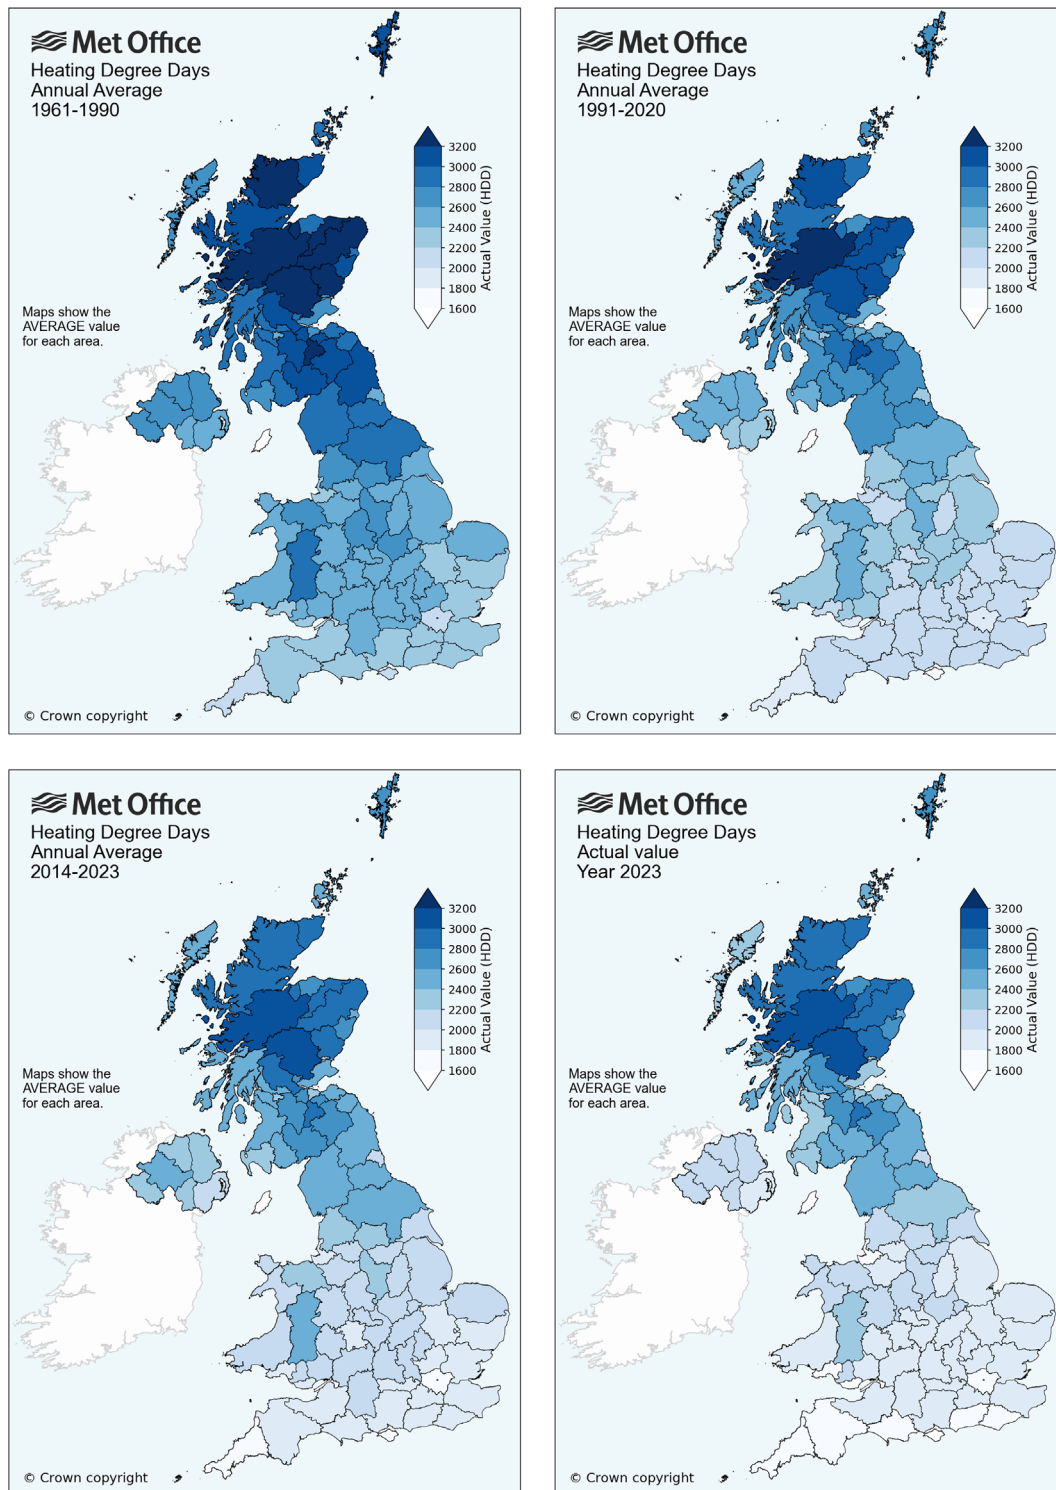 Met Office
Heating Degree Days
Annual Average
1961-1990
3200
3000
2800
2600
2400
2200
2000
1800
1600
Actual Value (HDD)
Maps show the
AVERAGE value
for each area.
© Crown copyright
Met Office
Heating Degree Days
Annual Average
1991-2020
3200
3000
2800
2600
2400
2200
2000
1800
1600
Actual Value (HDD)
Maps show the
AVERAGE value
for each area.
© Crown copyright
Met Office
Heating Degree Days
Annual Average
2014-2023
3200
3000
2800
2600
2400
2200
2000
1800
1600
Actual Value (HDD)
Maps show the
AVERAGE value
for each area.
© Crown copyright
Met Office
Heating Degree Days
Actual value
Year 2023
3200
3000
2800
2600
2400
2200
2000
1800
1600
Actual Value (HDD)
Maps show the
AVERAGE value
for each area.
© Crown copyright